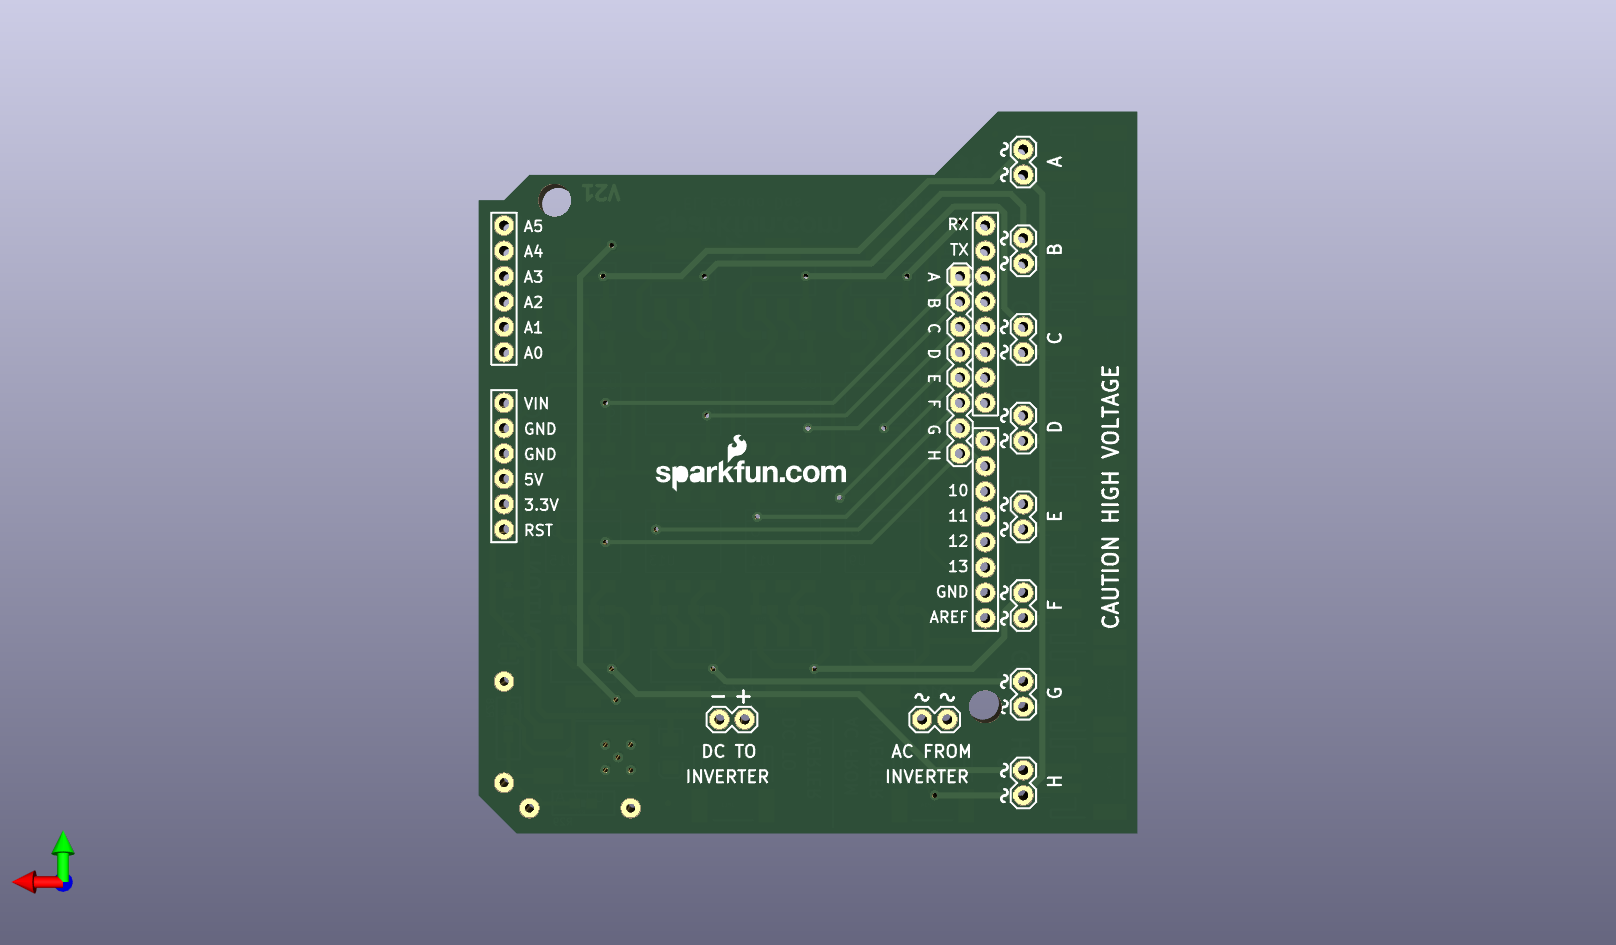 V21
A5
A4
A3
A2
A1
A0
VIN
GND
GND
5V
3.3V
RST
sparkfun.com
RX
TX
A
B
C
D
E
F
G
H
10
11
12
13
GND
AREF
A
B
C
D
E
F
G
H
CAUTION HIGH VOLTAGE
− +
DC TO
INVERTER
~ ~
AC FROM
INVERTER